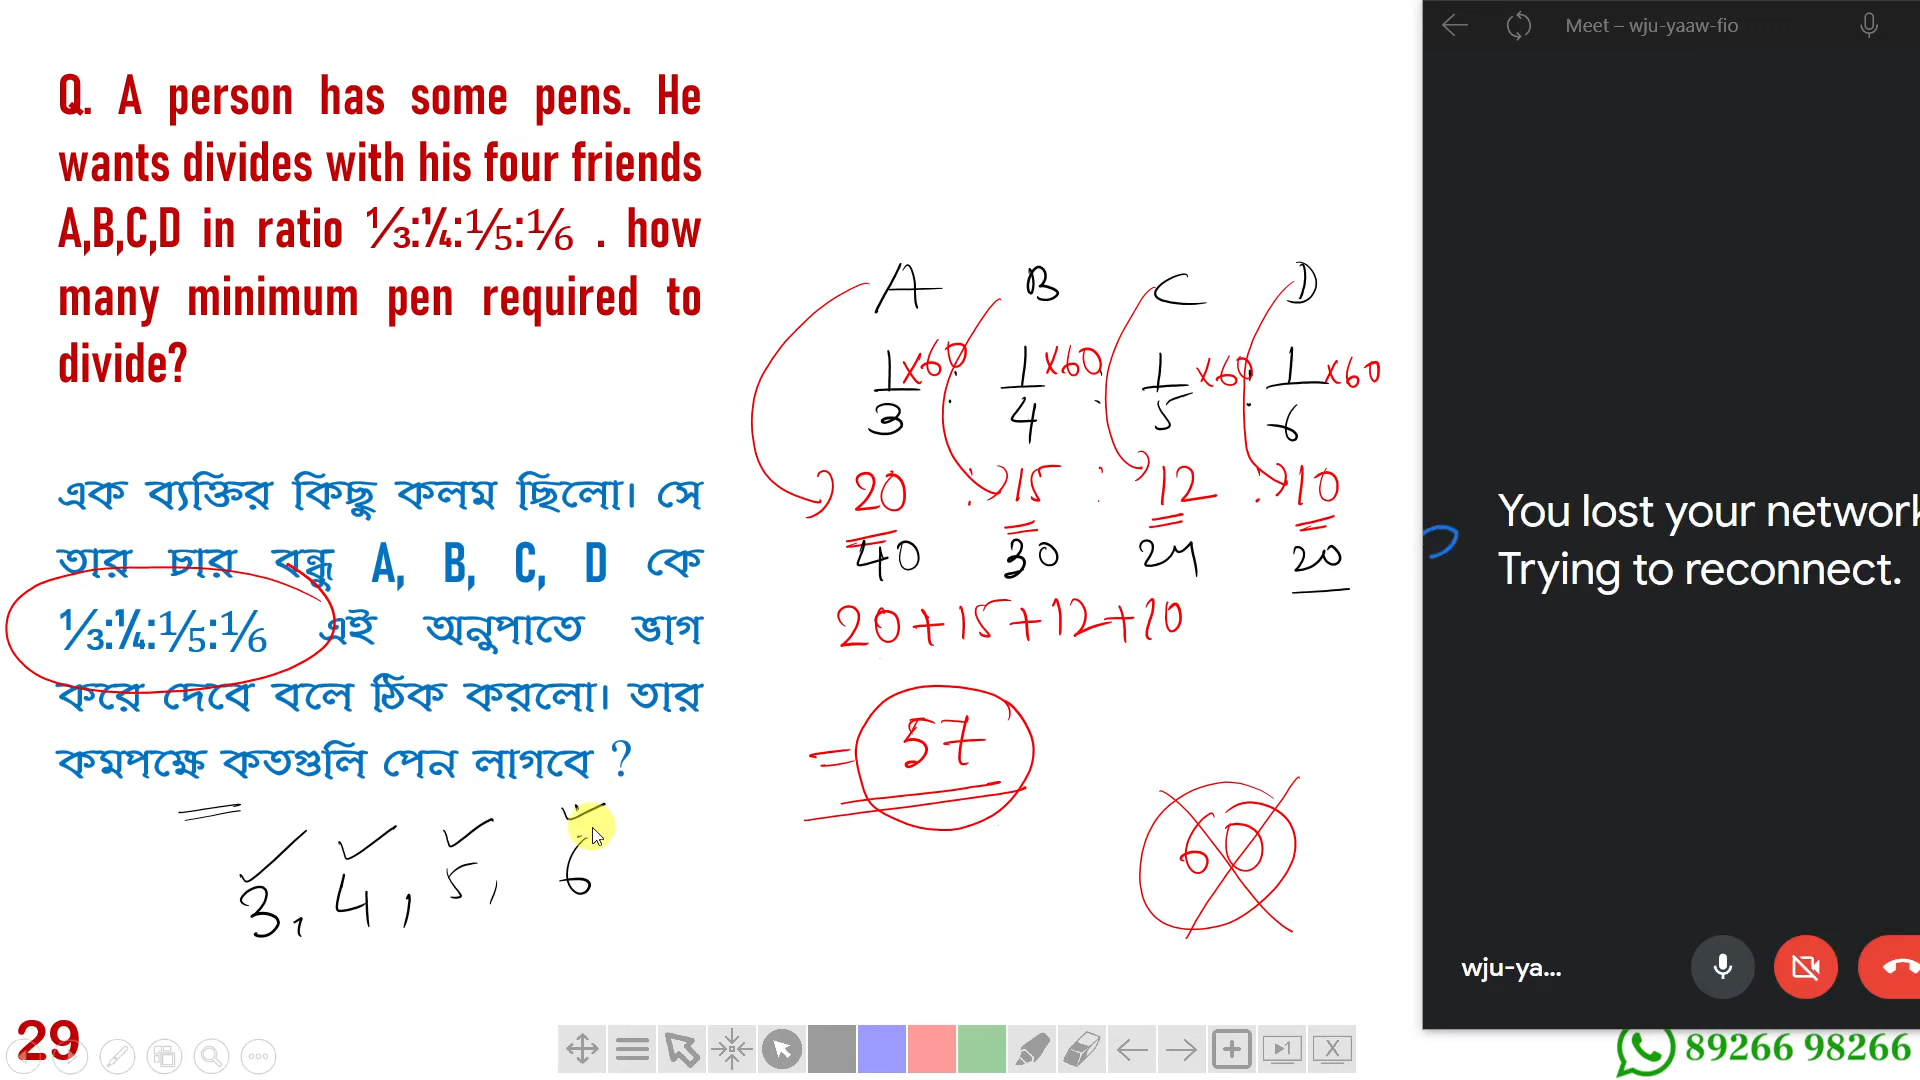 Q. A person has some pens. He
wants divides with his four friends
A,B,C,D in ratio ⅓:¼:⅕:⅙ . how
many minimum pen required to
divide?
এক ব্যক্তির কিছু কলম ছিলো। সে
তার চার বন্ধু A, B, C, D কে
⅓:¼:⅕:⅙ এই অনুপাতে ভাগ
করে দেবে বলে ঠিক করলো। তার
কমপক্ষে কতগুলি পেন লাগবে ?
3, 4, 5, 6
A B C D
1/3 ×60 : 1/4 ×60 : 1/5 ×60 : 1/6 ×60
20 : 15 : 12 : 10
40 30 24 20
20+15+12+10
= 57
60
29
Meet – wju-yaaw-fio
You lost your network
Trying to reconnect.
wju-ya...
1
X
89266 98266